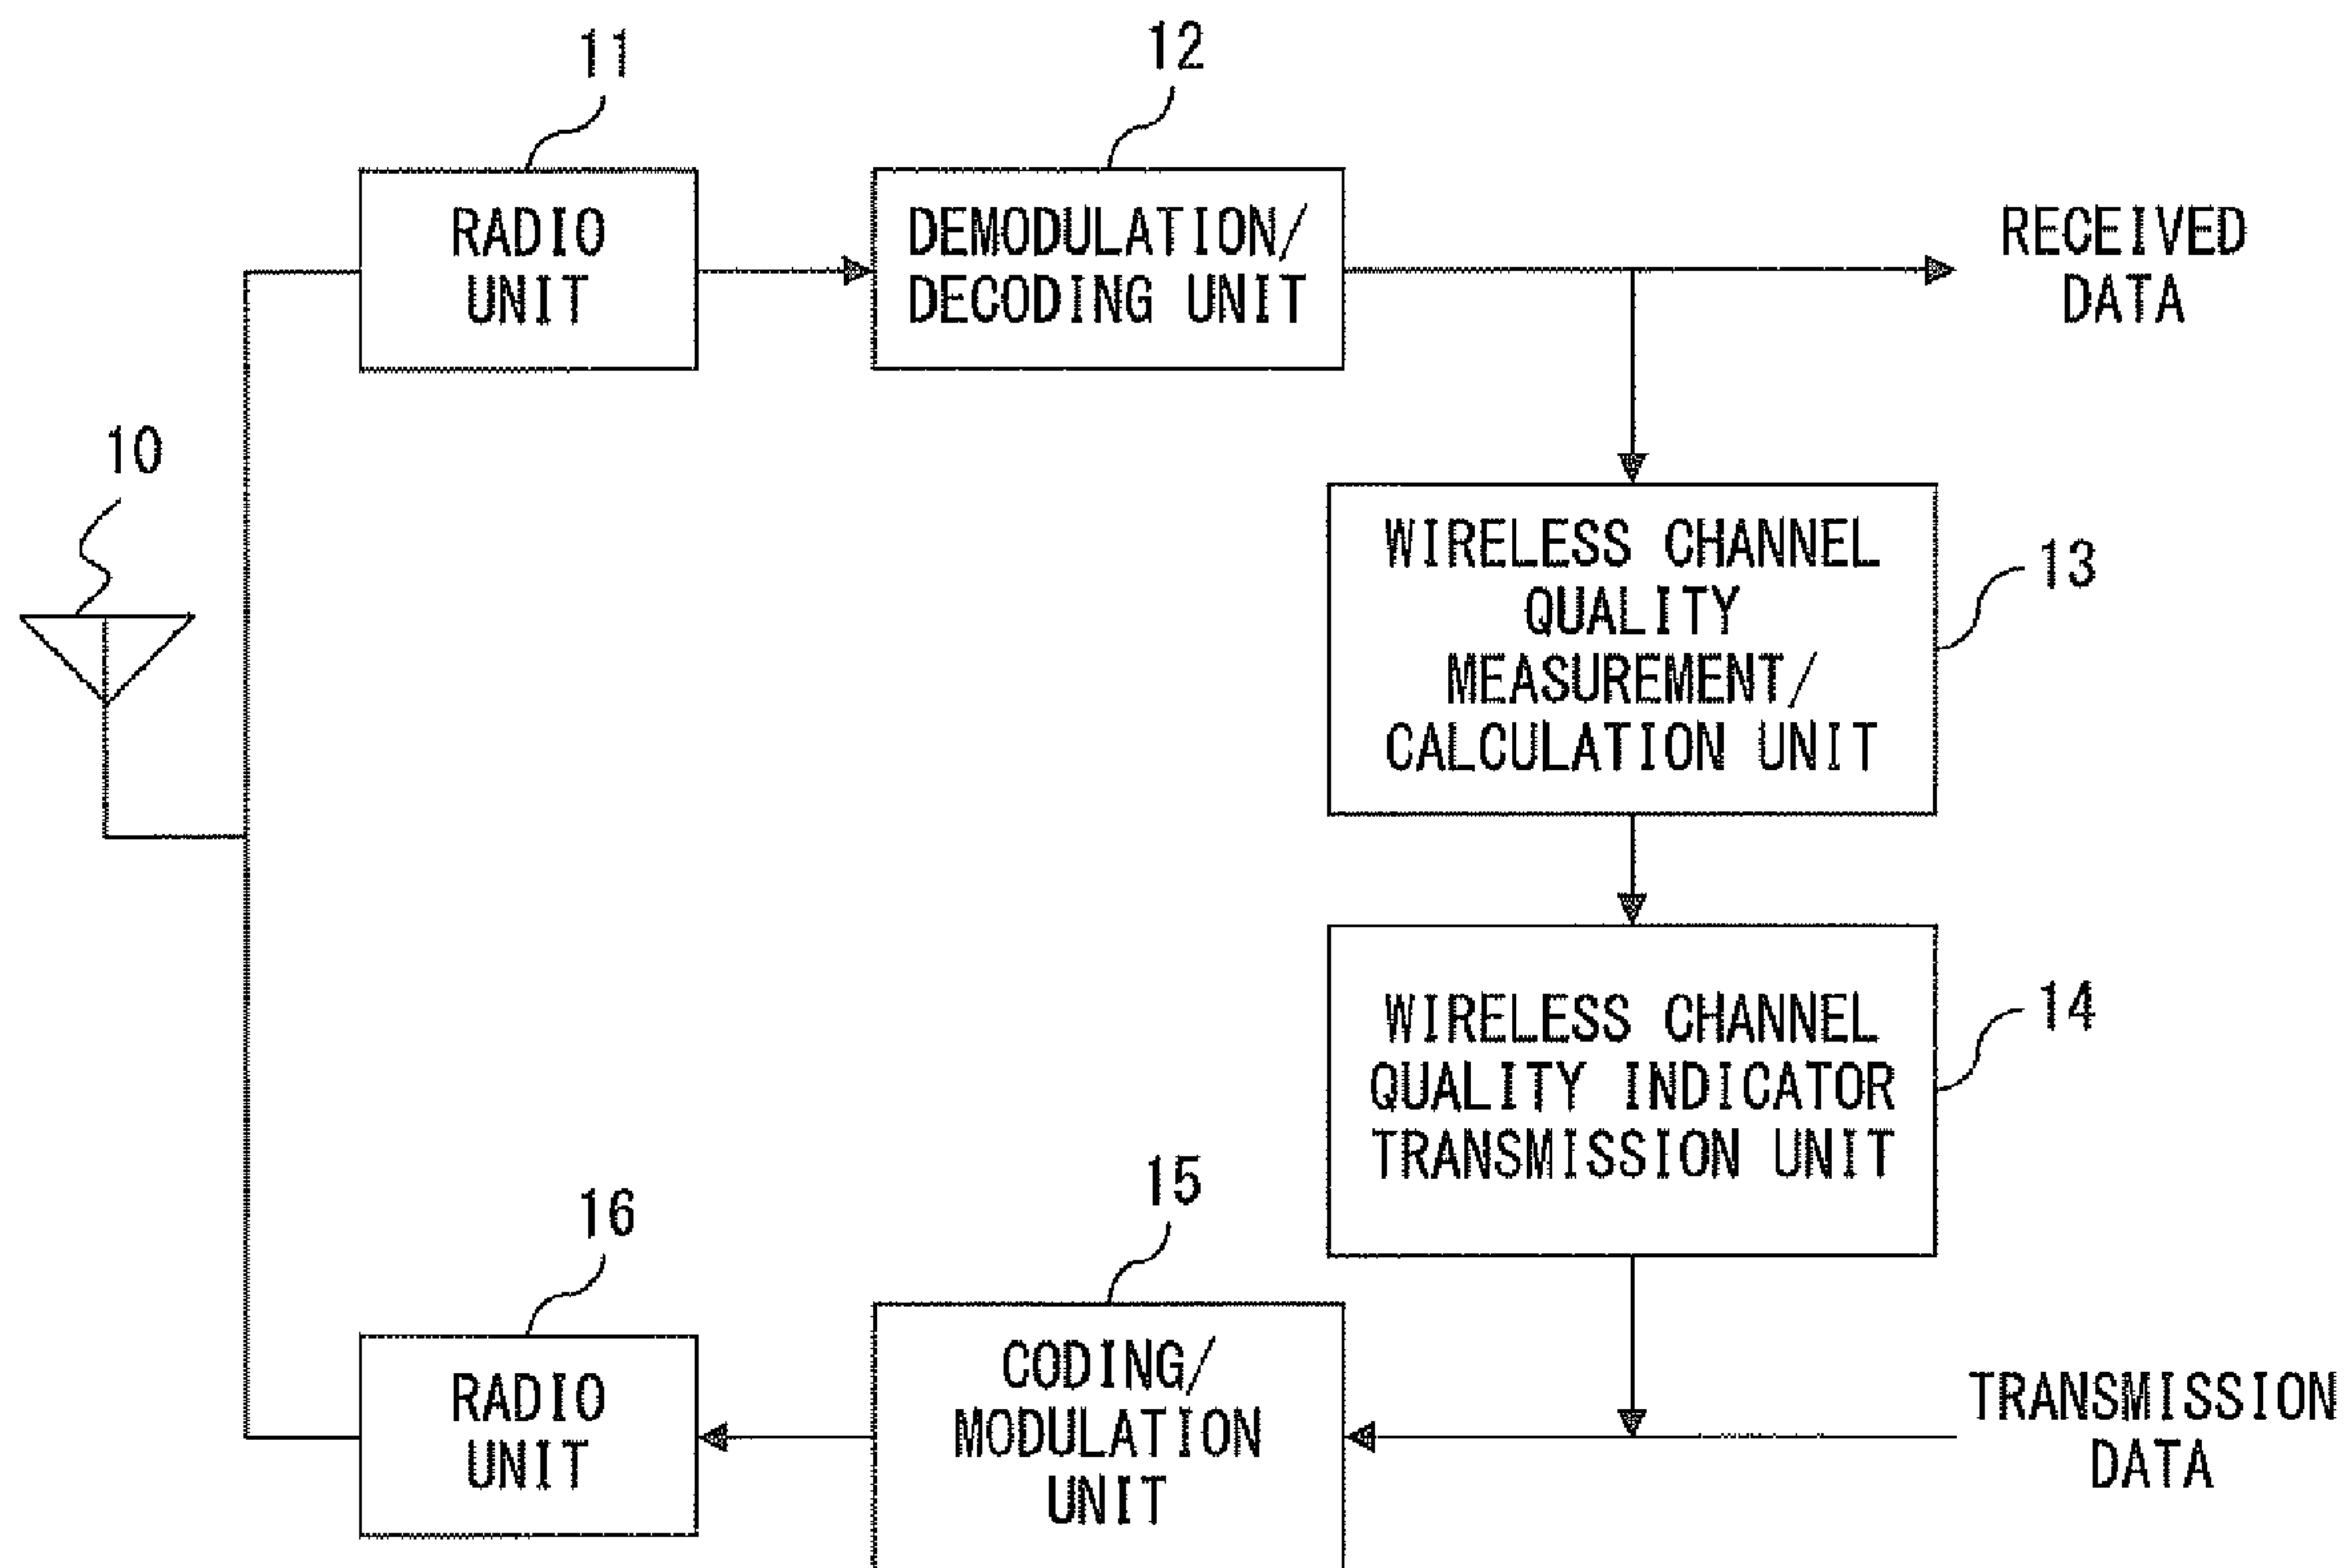 11
12
RADIO
UNIT
DEMODULATION/
DECODING UNIT
RECEIVED
DATA
10
WIRELESS CHANNEL
QUALITY
MEASUREMENT/
CALCULATION UNIT
13
WIRELESS CHANNEL
QUALITY INDICATOR
TRANSMISSION UNIT
14
16
15
RADIO
UNIT
CODING/
MODULATION
UNIT
TRANSMISSION
DATA